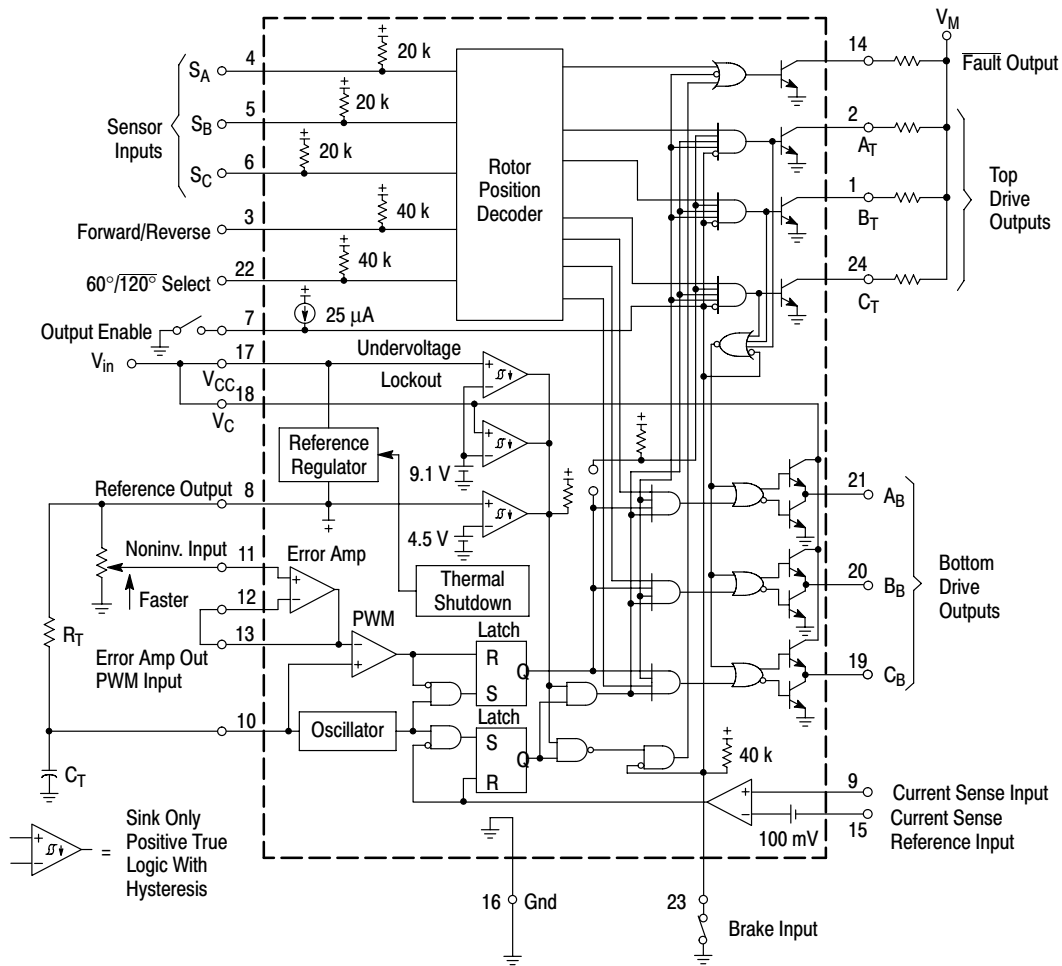 V_M
14
Fault Output
4
S_A
20 k
5
S_B
20 k
Sensor
Inputs
6
S_C
20 k
Rotor
Position
Decoder
2
A_T
1
B_T
Top
Drive
Outputs
3
Forward/Reverse
40 k
22
60°/120° Select
40 k
24
C_T
7
Output Enable
25 μA
V_in
17
V_CC
Undervoltage
Lockout
18
V_C
Reference
Regulator
9.1 V
Reference Output
8
4.5 V
21
A_B
Noninv. Input
11
Error Amp
Faster
12
Thermal
Shutdown
20
B_B
Bottom
Drive
Outputs
R_T
13
PWM
Error Amp Out
PWM Input
Latch
R
Q
S
19
C_B
10
Oscillator
Latch
S
Q
R
40 k
C_T
9
Current Sense Input
100 mV
15
Current Sense
Reference Input
=
Sink Only
Positive True
Logic With
Hysteresis
16
Gnd
23
Brake Input